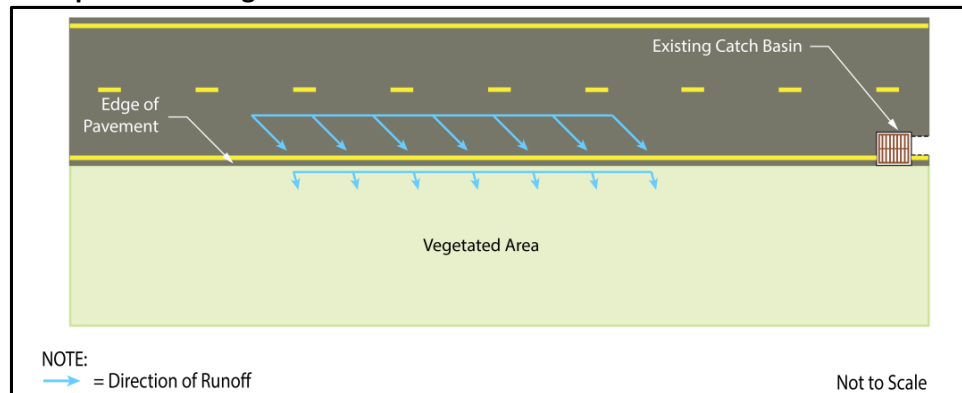 Existing Catch Basin
Edge of
Pavement
Vegetated Area
NOTE:
= Direction of Runoff
Not to Scale